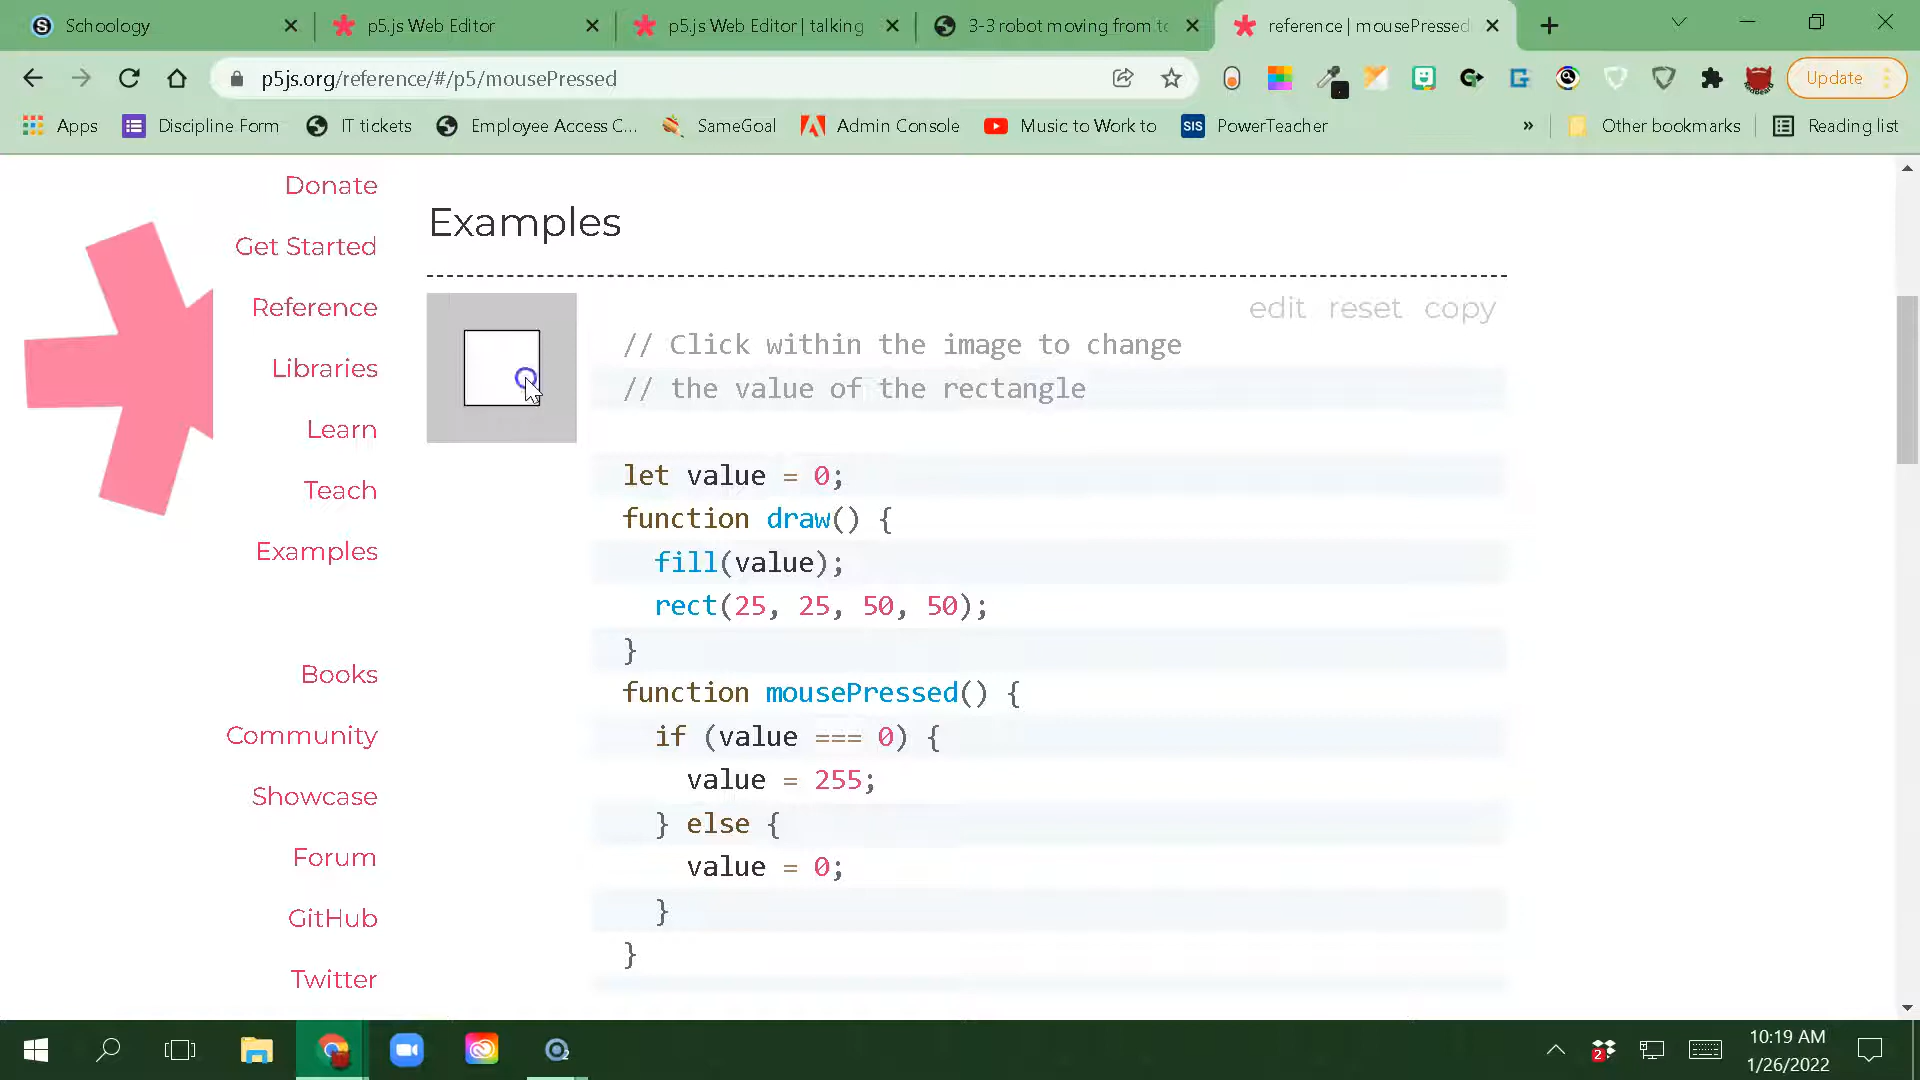 Schoology
p5.js Web Editor
p5.js Web Editor | talking
3-3 robot moving from to
reference | mousePressed
p5js.org/reference/#/p5/mousePressed
Update
Apps
Discipline Form
IT tickets
Employee Access C...
SameGoal
Admin Console
Music to Work to
SIS
PowerTeacher
»
Other bookmarks
Reading list
Donate
Get Started
Reference
Libraries
Learn
Teach
Examples
Books
Community
Showcase
Forum
GitHub
Twitter
Examples
edit reset copy
// Click within the image to change
// the value of the rectangle
let value = 0;
function draw() {
fill(value);
rect(25, 25, 50, 50);
}
function mousePressed() {
if (value === 0) {
value = 255;
} else {
value = 0;
}
}
2
2
10:19 AM
1/26/2022